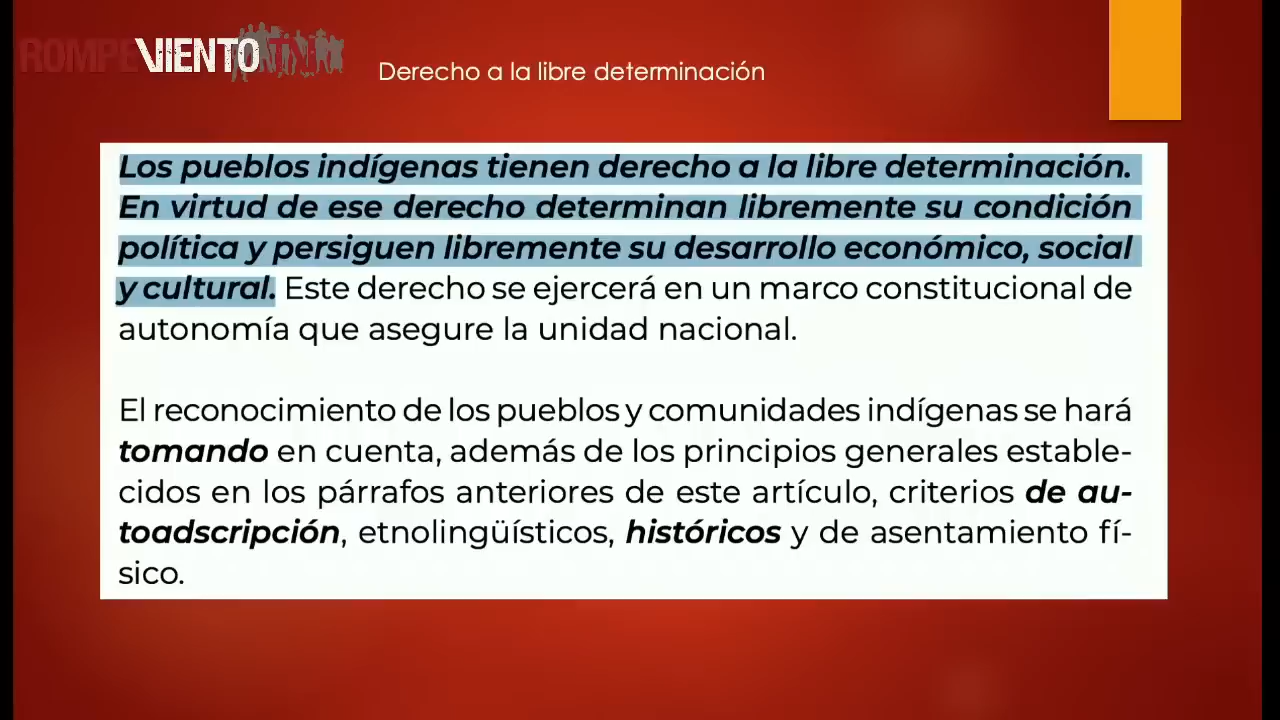 ROMPEVIENTO
Derecho a la libre determinación
Los pueblos indígenas tienen derecho a la libre determinación.
En virtud de ese derecho determinan libremente su condición
política y persiguen libremente su desarrollo económico, social
y cultural. Este derecho se ejercerá en un marco constitucional de
autonomía que asegure la unidad nacional.
El reconocimiento de los pueblos y comunidades indígenas se hará
tomando en cuenta, además de los principios generales estable-
cidos en los párrafos anteriores de este artículo, criterios de au-
toadscripción, etnolingüísticos, históricos y de asentamiento fí-
sico.